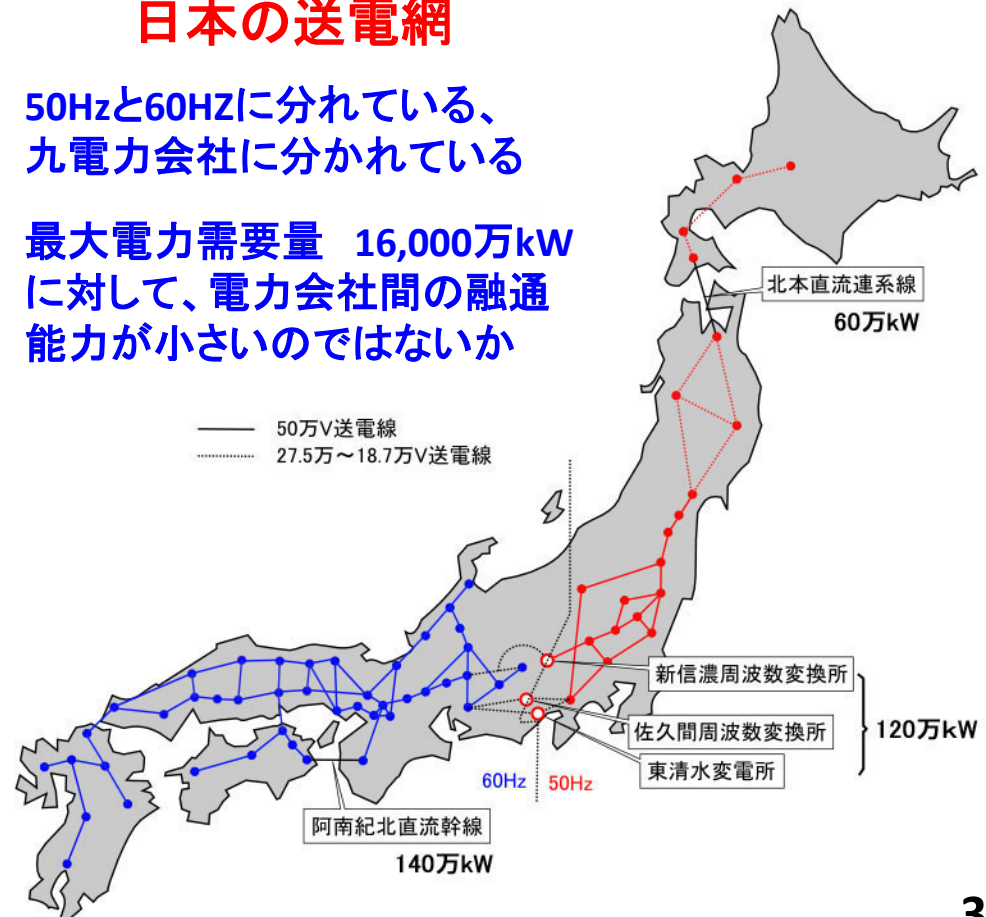 日本の送電網
50Hzと60HZに分れている、
九電力会社に分かれている
最大電力需要量　16,000万kW
に対して、電力会社間の融通
能力が小さいのではないか
50万V送電線
27.5万～18.7万V送電線
北本直流連系線
60万kW
新信濃周波数変換所
佐久間周波数変換所
東清水変電所
120万kW
60Hz
50Hz
阿南紀北直流幹線
140万kW
3